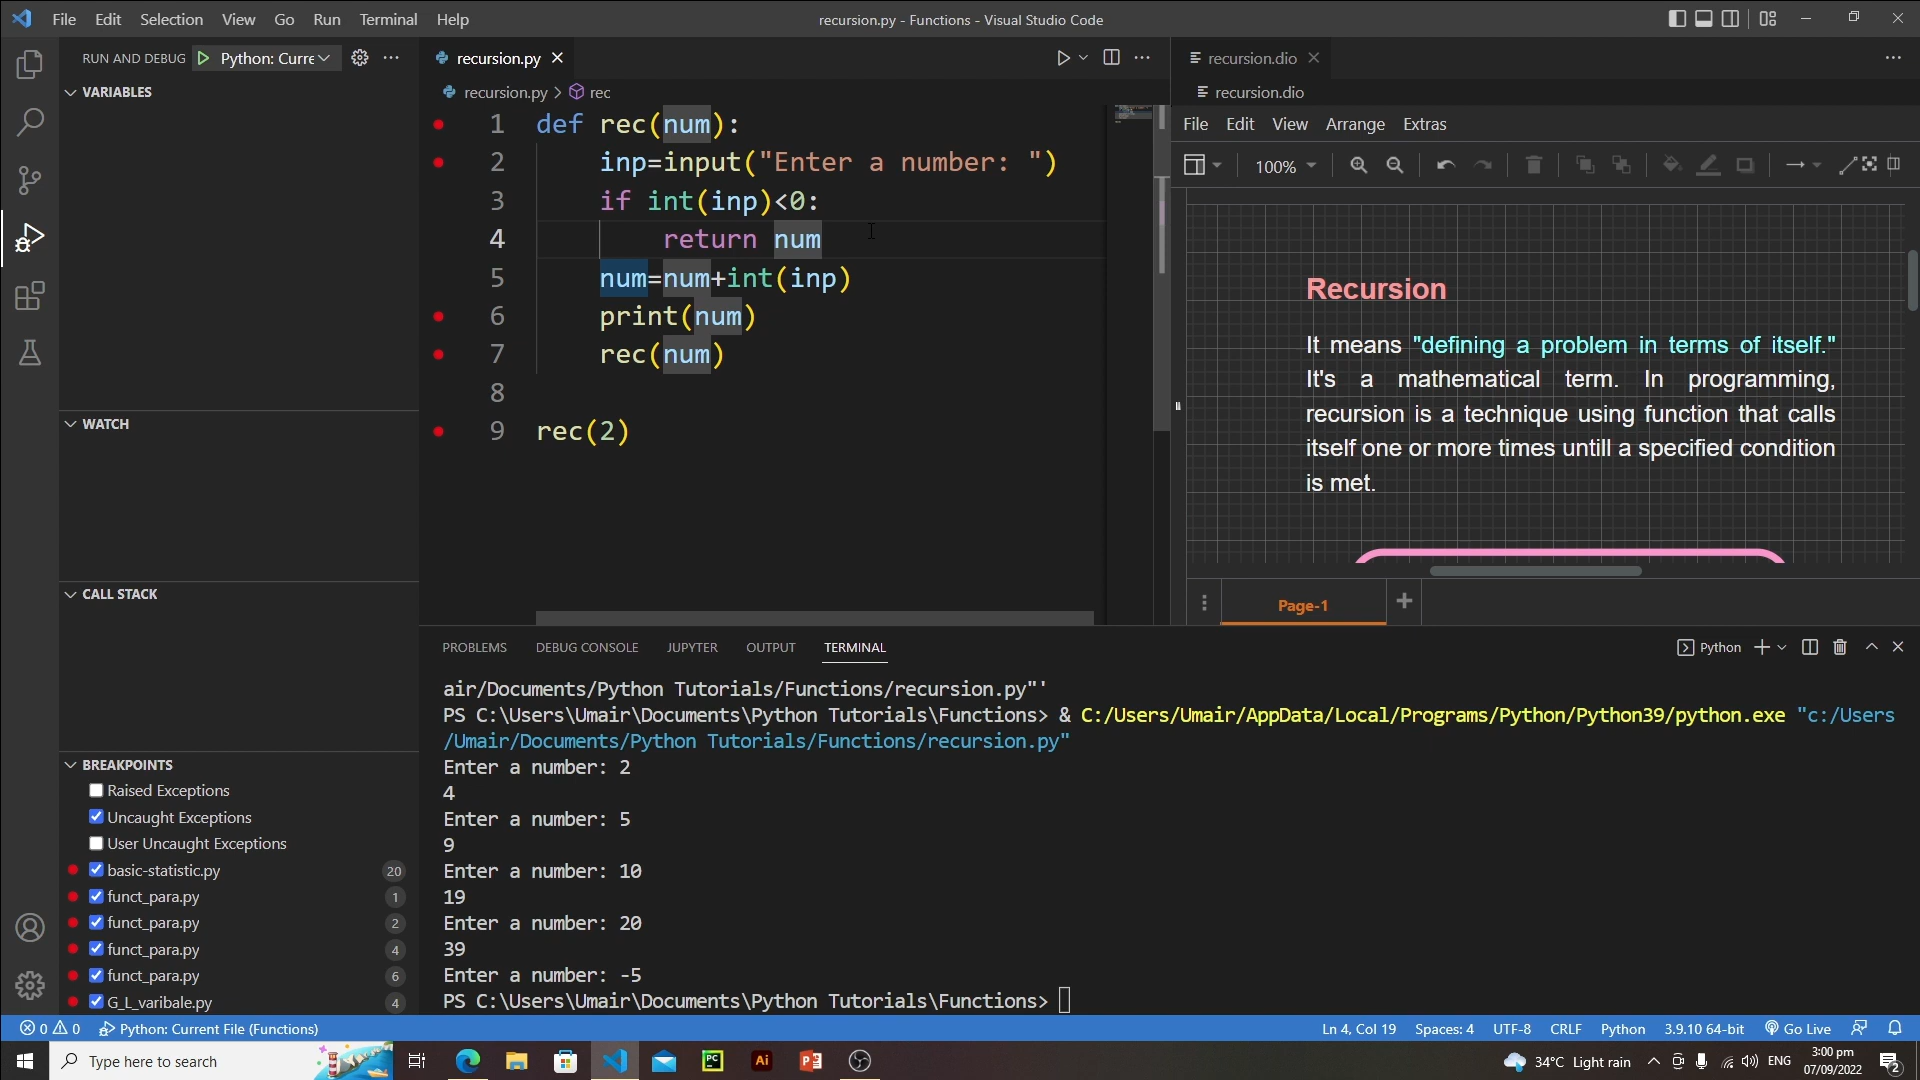 File Edit Selection View Go Run Terminal Help
recursion.py - Functions - Visual Studio Code
RUN AND DEBUG Python: Curre
VARIABLES
WATCH
CALL STACK
BREAKPOINTS
Raised Exceptions
Uncaught Exceptions
User Uncaught Exceptions
basic-statistic.py 20
funct_para.py 1
funct_para.py 2
funct_para.py 4
funct_para.py 6
G_L_varibale.py 4
recursion.py
recursion.py > rec
1 def rec(num):
2 inp=input("Enter a number: ")
3 if int(inp)<0:
4 return num
5 num=num+int(inp)
6 print(num)
7 rec(num)
8
9 rec(2)
recursion.dio
recursion.dio
File Edit View Arrange Extras
100%
Recursion
It means "defining a problem in terms of itself."
It's a mathematical term. In programming,
recursion is a technique using function that calls
itself one or more times untill a specified condition
is met.
Page-1
PROBLEMS DEBUG CONSOLE JUPYTER OUTPUT TERMINAL
Python
air/Documents/Python Tutorials/Functions/recursion.py"'
PS C:\Users\Umair\Documents\Python Tutorials\Functions> & C:/Users/Umair/AppData/Local/Programs/Python/Python39/python.exe "c:/Users
/Umair/Documents/Python Tutorials/Functions/recursion.py"
Enter a number: 2
4
Enter a number: 5
9
Enter a number: 10
19
Enter a number: 20
39
Enter a number: -5
PS C:\Users\Umair\Documents\Python Tutorials\Functions>
0 0 Python: Current File (Functions)
Ln 4, Col 19 Spaces: 4 UTF-8 CRLF Python 3.9.10 64-bit Go Live
Type here to search
PC
Ai
34°C Light rain
ENG
3:00 pm
07/09/2022
2